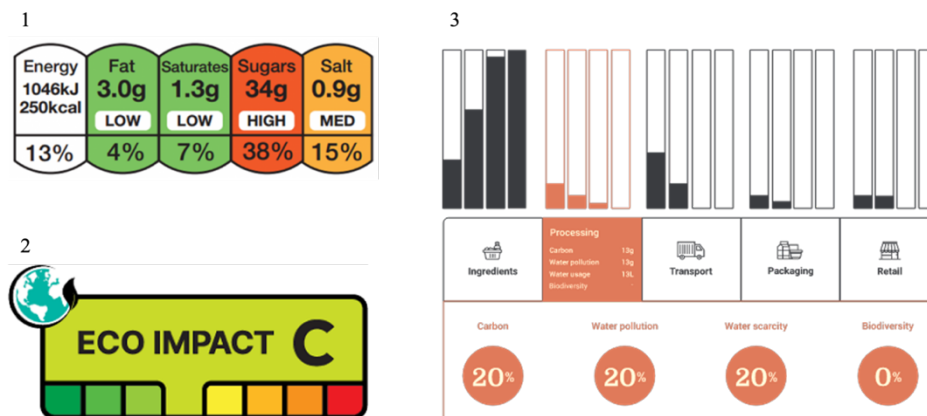 1
Energy Fat Saturates Sugars Salt
1046kJ 3.0g 1.3g 34g 0.9g
250kcal LOW LOW HIGH MED
13% 4% 7% 38% 15%
2
ECO IMPACT C
3
Ingredients
Processing
Carbon 13g
Water pollution 13g
Water usage 13L
Biodiversity -
Transport
Packaging
Retail
Carbon Water pollution Water scarcity Biodiversity
20% 20% 20% 0%